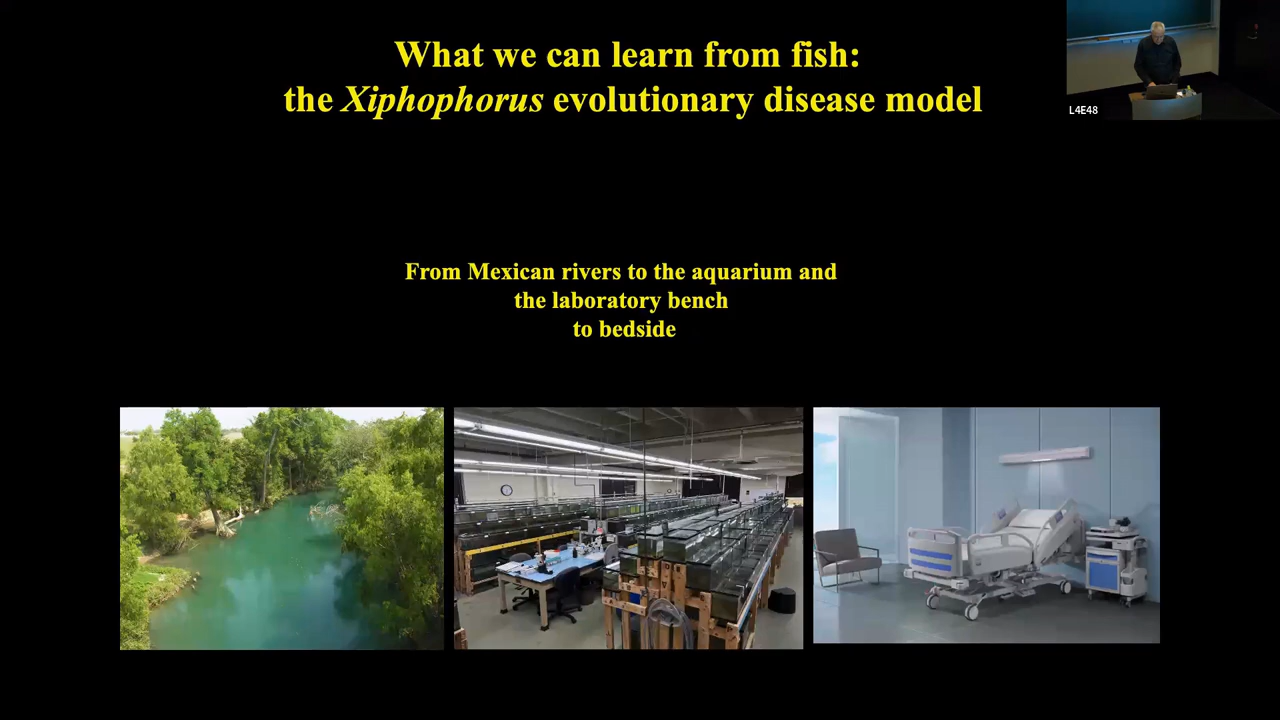 What we can learn from fish:
the Xiphophorus evolutionary disease model
L4E48
From Mexican rivers to the aquarium and
the laboratory bench
to bedside